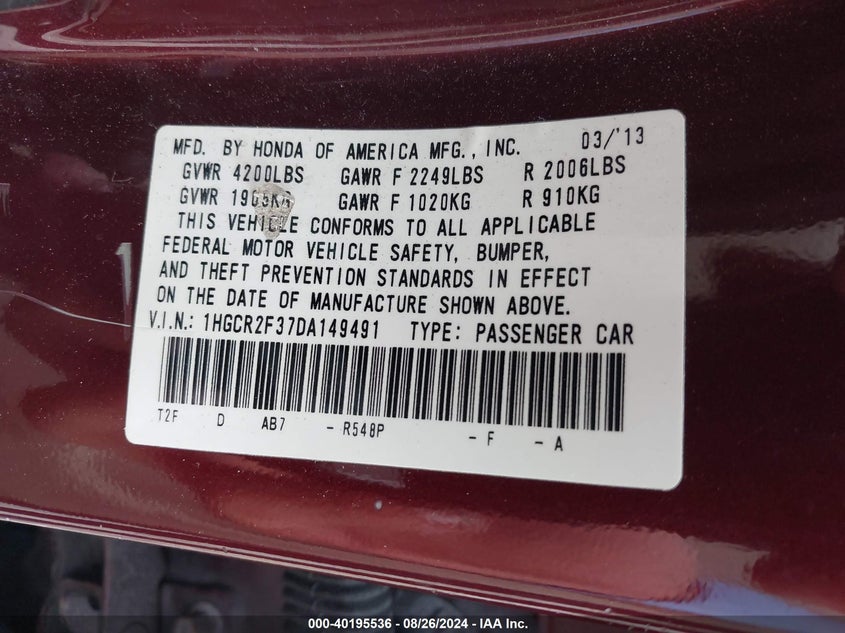 MFD. BY HONDA OF AMERICA MFG., INC. 03/'13
GVWR 4200LBS GAWR F 2249LBS R 2006LBS
GVWR 1905KG GAWR F 1020KG R 910KG
THIS VEHICLE CONFORMS TO ALL APPLICABLE
FEDERAL MOTOR VEHICLE SAFETY, BUMPER,
AND THEFT PREVENTION STANDARDS IN EFFECT
ON THE DATE OF MANUFACTURE SHOWN ABOVE.
V.I.N.: 1HGCR2F37DA149491 TYPE: PASSENGER CAR
T2F D AB7 - R548P - F - A
000-40195536 - 08/26/2024 - IAA Inc.